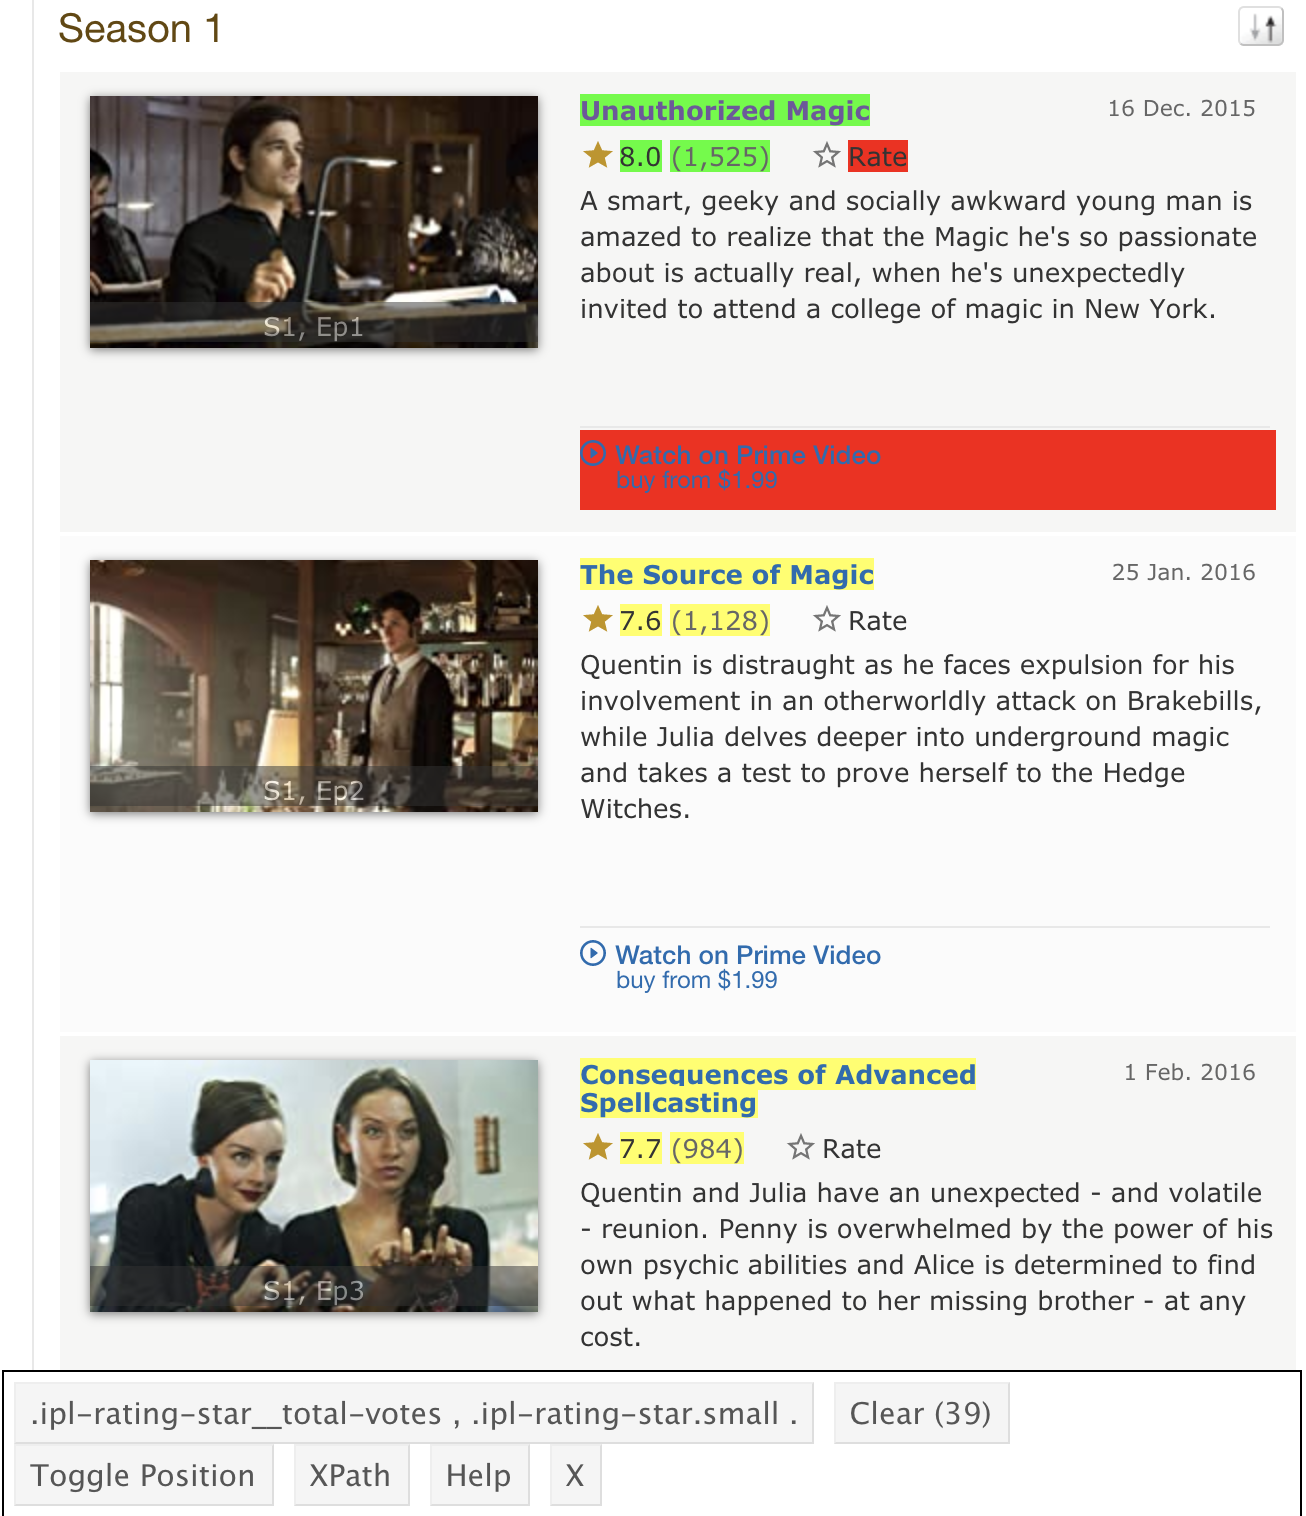 Season 1
Unauthorized Magic
16 Dec. 2015
8.0 (1,525) Rate
A smart, geeky and socially awkward young man is
amazed to realize that the Magic he's so passionate
about is actually real, when he's unexpectedly
invited to attend a college of magic in New York.
S1, Ep1
Watch on Prime Video
buy from $1.99
The Source of Magic
25 Jan. 2016
7.6 (1,128) Rate
Quentin is distraught as he faces expulsion for his
involvement in an otherworldly attack on Brakebills,
while Julia delves deeper into underground magic
and takes a test to prove herself to the Hedge
Witches.
S1, Ep2
Watch on Prime Video
buy from $1.99
Consequences of Advanced
Spellcasting
1 Feb. 2016
7.7 (984) Rate
Quentin and Julia have an unexpected - and volatile
- reunion. Penny is overwhelmed by the power of his
own psychic abilities and Alice is determined to find
out what happened to her missing brother - at any
cost.
S1, Ep3
.ipl-rating-star__total-votes , .ipl-rating-star.small .
Clear (39)
Toggle Position
XPath
Help
X